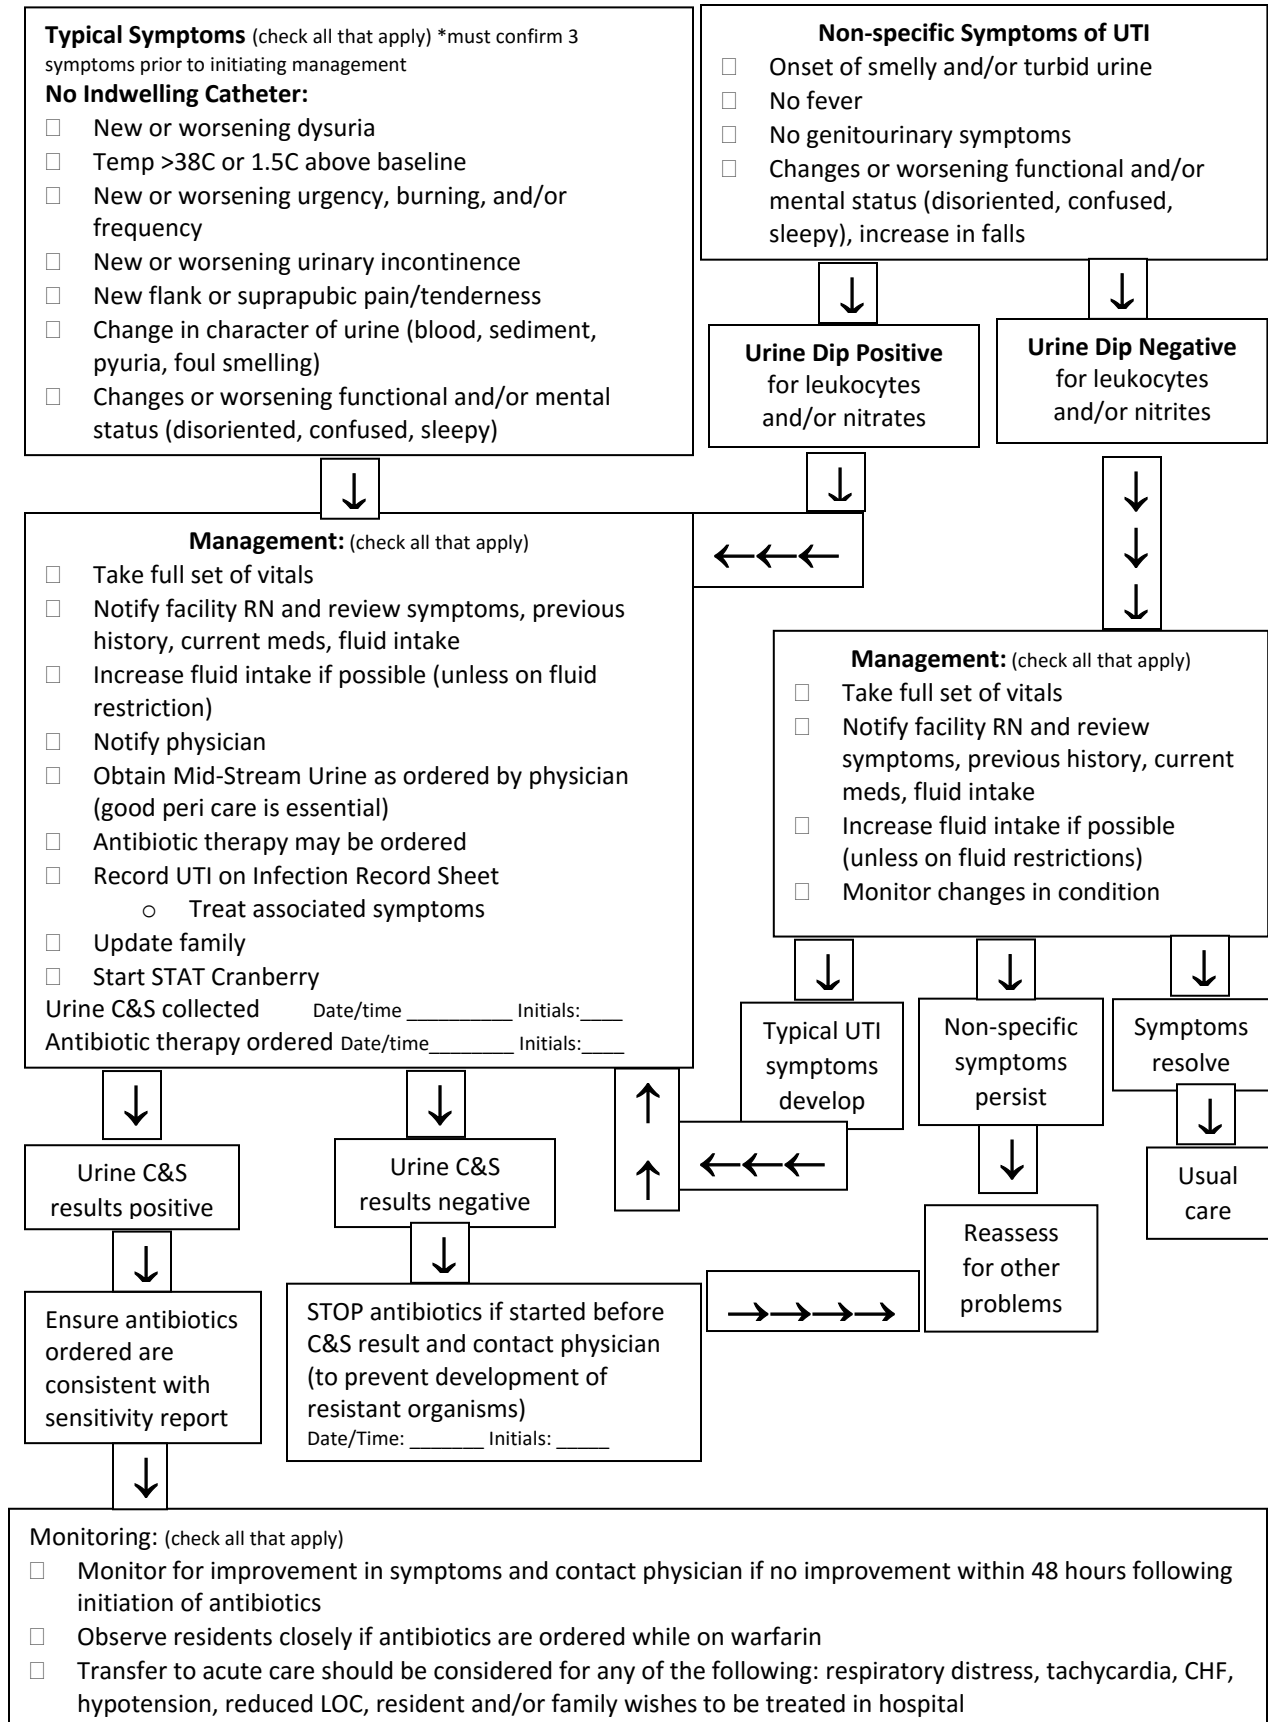 Typical Symptoms (check all that apply) *must confirm 3
symptoms prior to initiating management
No Indwelling Catheter:
☐ New or worsening dysuria
☐ Temp >38C or 1.5C above baseline
☐ New or worsening urgency, burning, and/or
frequency
☐ New or worsening urinary incontinence
☐ New flank or suprapubic pain/tenderness
☐ Change in character of urine (blood, sediment,
pyuria, foul smelling)
☐ Changes or worsening functional and/or mental
status (disoriented, confused, sleepy)
Non-specific Symptoms of UTI
☐ Onset of smelly and/or turbid urine
☐ No fever
☐ No genitourinary symptoms
☐ Changes or worsening functional and/or
mental status (disoriented, confused,
sleepy), increase in falls
↓
↓
Urine Dip Positive
for leukocytes
and/or nitrates
Urine Dip Negative
for leukocytes
and/or nitrites
↓
↓
↓
↓
↓
←←←
Management: (check all that apply)
☐ Take full set of vitals
☐ Notify facility RN and review symptoms, previous
history, current meds, fluid intake
☐ Increase fluid intake if possible (unless on fluid
restriction)
☐ Notify physician
☐ Obtain Mid-Stream Urine as ordered by physician
(good peri care is essential)
☐ Antibiotic therapy may be ordered
☐ Record UTI on Infection Record Sheet
o Treat associated symptoms
☐ Update family
☐ Start STAT Cranberry
Urine C&S collected Date/time __________ Initials:____
Antibiotic therapy ordered Date/time________ Initials:____
Management: (check all that apply)
☐ Take full set of vitals
☐ Notify facility RN and review
symptoms, previous history, current
meds, fluid intake
☐ Increase fluid intake if possible
(unless on fluid restrictions)
☐ Monitor changes in condition
↓
↓
↓
Typical UTI
symptoms
develop
Non-specific
symptoms
persist
Symptoms
resolve
↓
↓
↑
↑
←←←
↓
↓
Urine C&S
results positive
Urine C&S
results negative
Usual
care
Reassess
for other
problems
↓
↓
Ensure antibiotics
ordered are
consistent with
sensitivity report
STOP antibiotics if started before
C&S result and contact physician
(to prevent development of
resistant organisms)
Date/Time: _______ Initials: _____
→→→→
↓
Monitoring: (check all that apply)
☐ Monitor for improvement in symptoms and contact physician if no improvement within 48 hours following
initiation of antibiotics
☐ Observe residents closely if antibiotics are ordered while on warfarin
☐ Transfer to acute care should be considered for any of the following: respiratory distress, tachycardia, CHF,
hypotension, reduced LOC, resident and/or family wishes to be treated in hospital